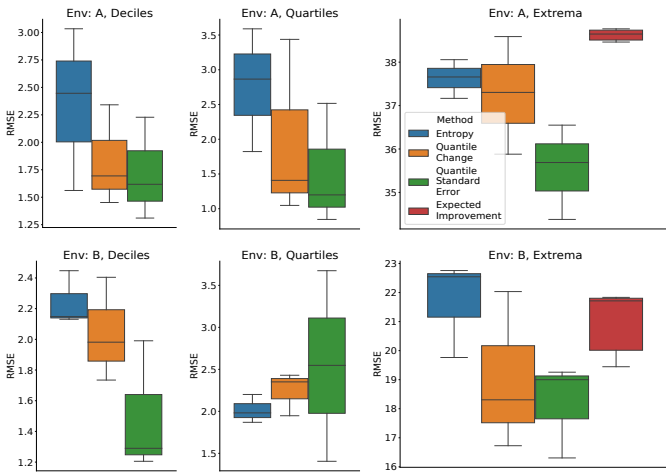 Env: A, Deciles
RMSE
3.00
2.75
2.50
2.25
2.00
1.75
1.50
1.25
Env: A, Quartiles
RMSE
3.5
3.0
2.5
2.0
1.5
1.0
Env: A, Extrema
RMSE
38
37
36
35
Method
Entropy
Quantile
Change
Quantile
Standard
Error
Expected
Improvement
Env: B, Deciles
RMSE
2.4
2.2
2.0
1.8
1.6
1.4
1.2
Env: B, Quartiles
RMSE
3.5
3.0
2.5
2.0
1.5
Env: B, Extrema
RMSE
23
22
21
20
19
18
17
16